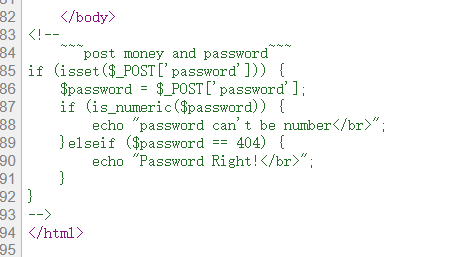 82     </body>
83 <!--
84     ~~~post money and password~~~
85 if (isset($_POST['password'])) {
86     $password = $_POST['password'];
87     if (is_numeric($password)) {
88         echo "password can't be number</br>";
89     }elseif ($password == 404) {
90         echo "Password Right!</br>";
91     }
92 }
93 -->
94 </html>
95